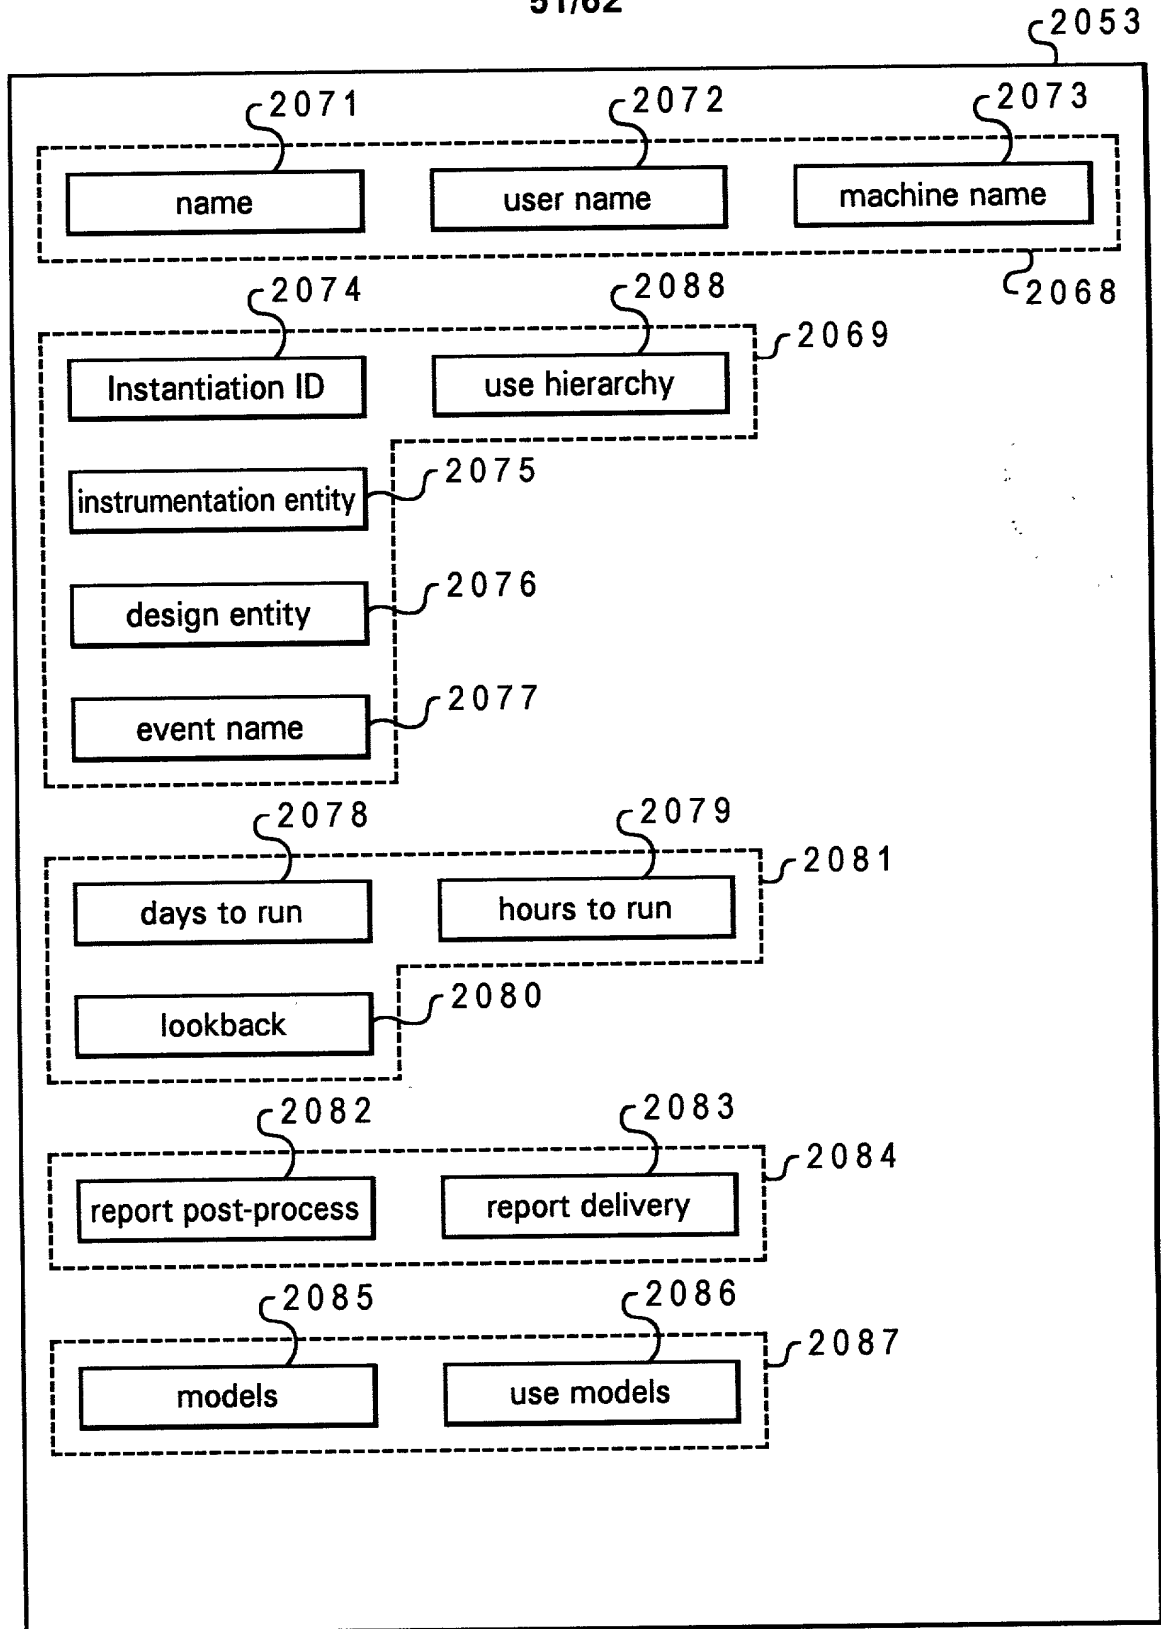 51/62
2053
2071 2072 2073
name user name machine name
2068
2074 2088
2069
Instantiation ID use hierarchy
2075
instrumentation entity
2076
design entity
2077
event name
2078 2079
2081
days to run hours to run
2080
lookback
2082 2083
2084
report post-process report delivery
2085 2086
2087
models use models